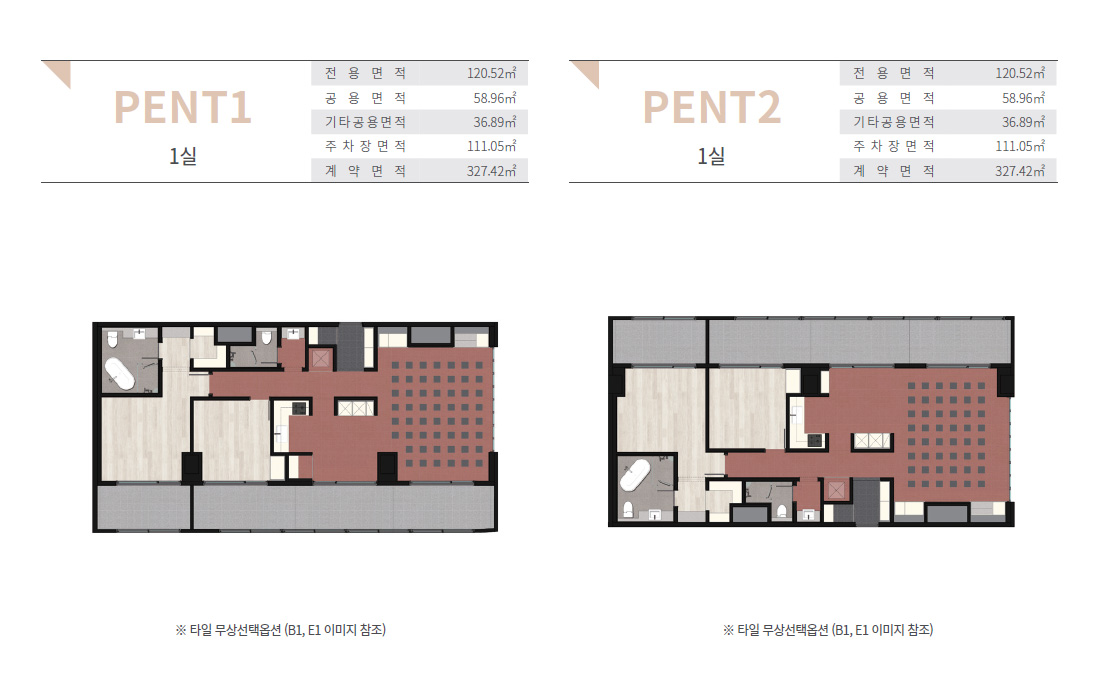 PENT1
1실
전용면적 120.52㎡
공용면적 58.96㎡
기타공용면적 36.89㎡
주차장면적 111.05㎡
계약면적 327.42㎡
PENT2
1실
전용면적 120.52㎡
공용면적 58.96㎡
기타공용면적 36.89㎡
주차장면적 111.05㎡
계약면적 327.42㎡
※ 타일 무상선택옵션 (B1, E1 이미지 참조)
※ 타일 무상선택옵션 (B1, E1 이미지 참조)